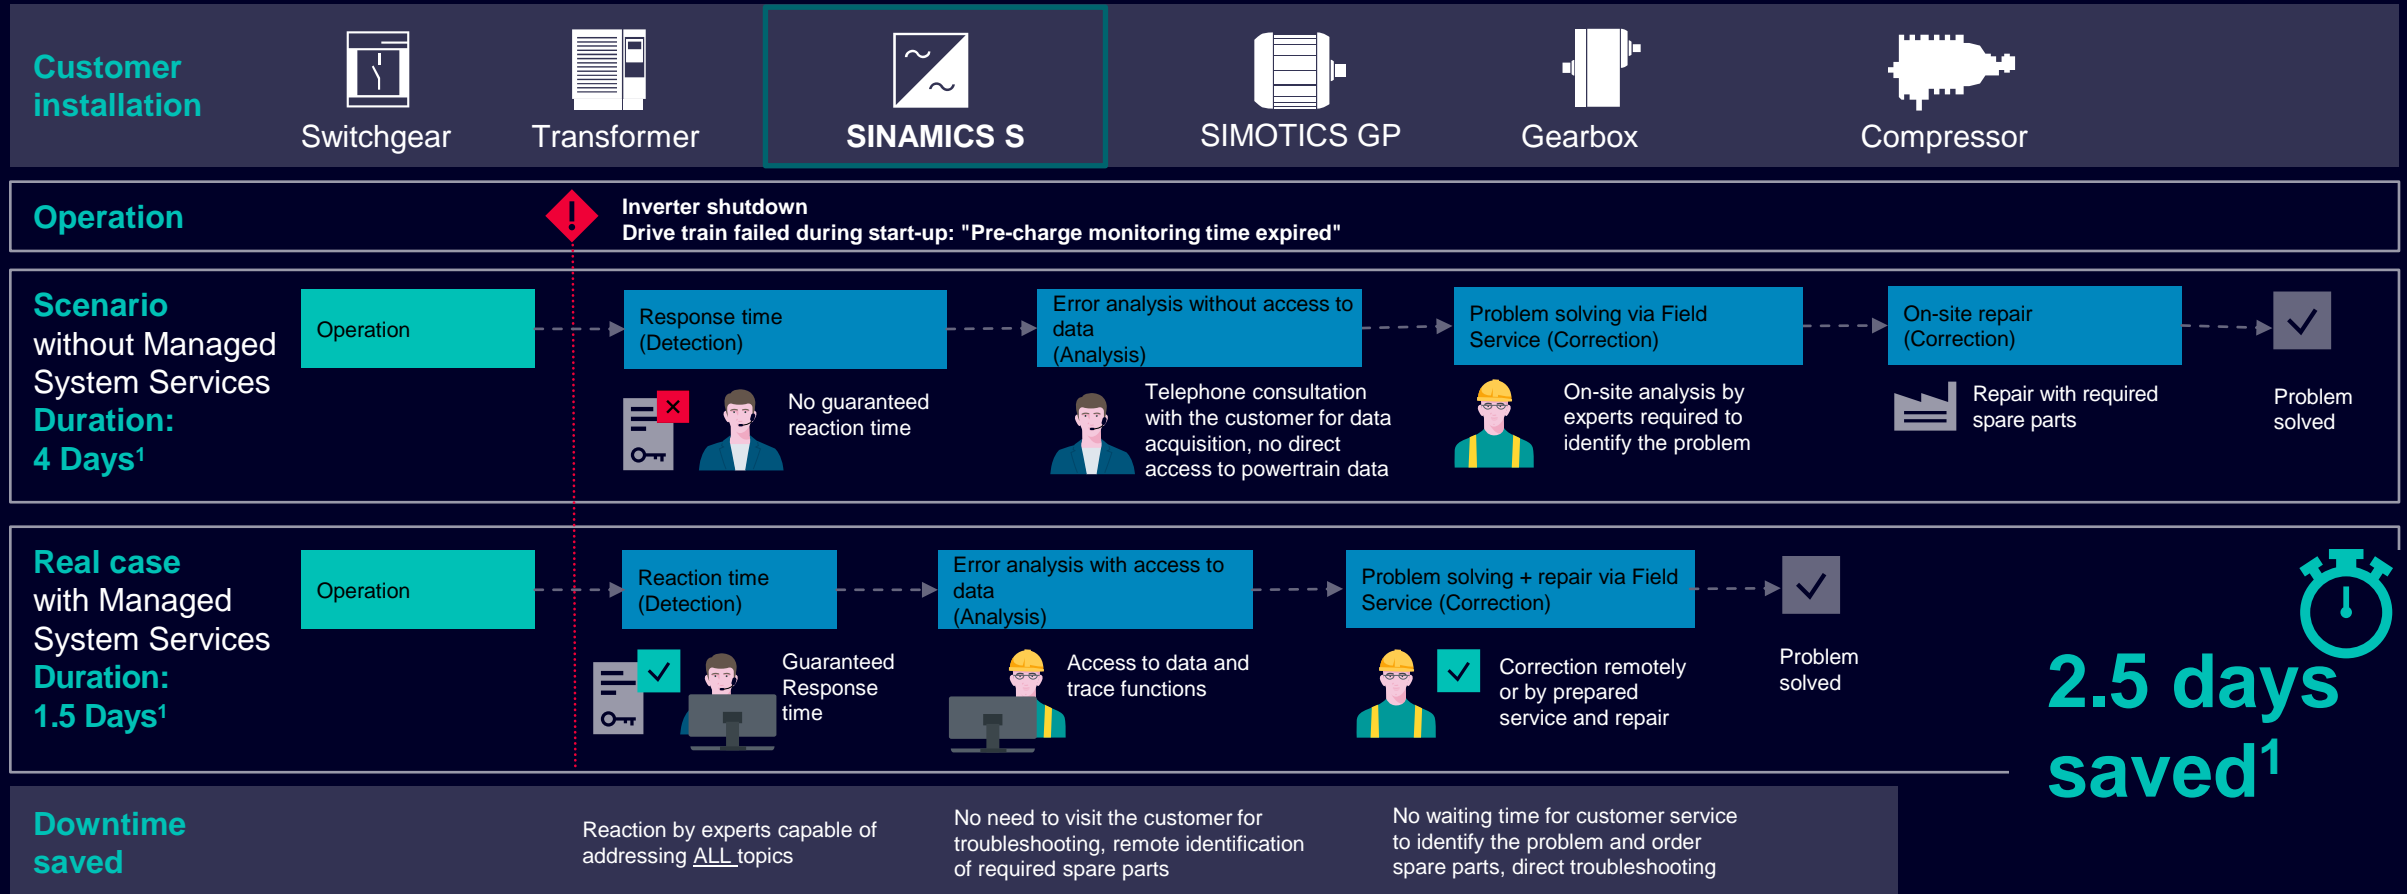 Customer
installation
Switchgear
Transformer
SINAMICS S
SIMOTICS GP
Gearbox
Compressor
Operation
Inverter shutdown
Drive train failed during start-up: "Pre-charge monitoring time expired"
Scenario
without Managed
System Services
Duration:
4 Days¹
Operation
Response time
(Detection)
Error analysis without access to
data
(Analysis)
Problem solving via Field
Service (Correction)
On-site repair
(Correction)
No guaranteed
reaction time
Telephone consultation
with the customer for data
acquisition, no direct
access to powertrain data
On-site analysis by
experts required to
identify the problem
Repair with required
spare parts
Problem
solved
Real case
with Managed
System Services
Duration:
1.5 Days¹
Operation
Reaction time
(Detection)
Error analysis with access to
data
(Analysis)
Problem solving + repair via Field
Service (Correction)
Guaranteed
Response
time
Access to data and
trace functions
Correction remotely
or by prepared
service and repair
Problem
solved
2.5 days
saved¹
Downtime
saved
Reaction by experts capable of
addressing ALL topics
No need to visit the customer for
troubleshooting, remote identification
of required spare parts
No waiting time for customer service
to identify the problem and order
spare parts, direct troubleshooting